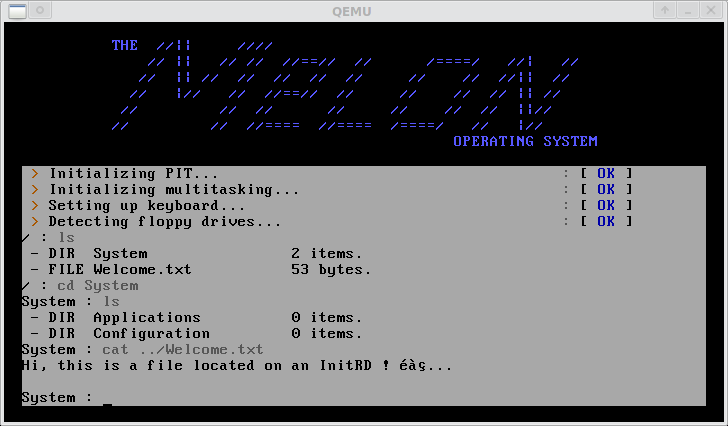 QEMU
THE MELON
OPERATING SYSTEM
> Initializing PIT... : [ OK ]
> Initializing multitasking... : [ OK ]
> Setting up keyboard... : [ OK ]
> Detecting floppy drives... : [ OK ]
/ : ls
- DIR System 2 items.
- FILE Welcome.txt 53 bytes.
/ : cd System
System : ls
- DIR Applications 0 items.
- DIR Configuration 0 items.
System : cat ../Welcome.txt
Hi, this is a file located on an InitRD ! éàç...
System : _